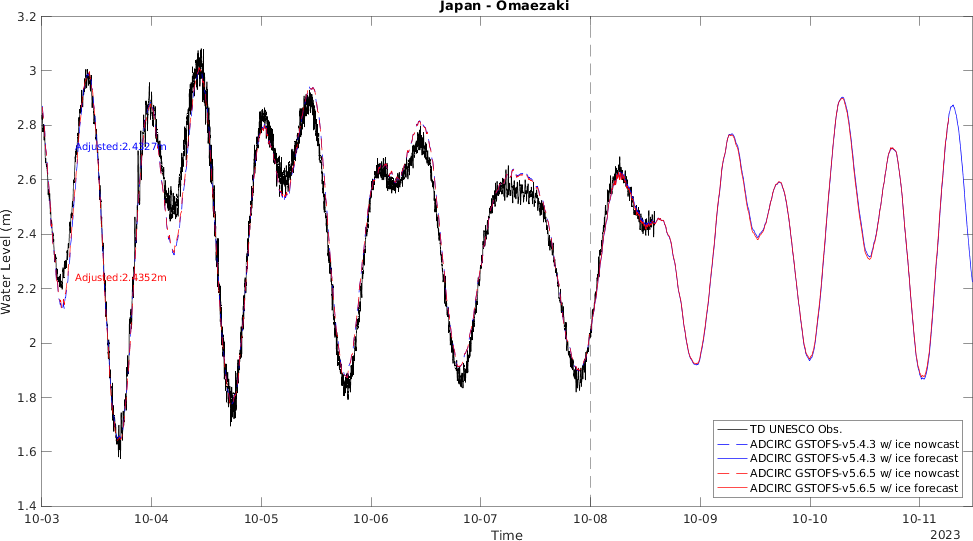 Japan - Omaezaki
Water Level (m)
3.2
3
2.8
2.6
2.4
2.2
2
1.8
1.6
1.4
Adjusted:2.4327m
Adjusted:2.4352m
TD UNESCO Obs.
ADCIRC GSTOFS-v5.4.3 w/ ice nowcast
ADCIRC GSTOFS-v5.4.3 w/ ice forecast
ADCIRC GSTOFS-v5.6.5 w/ ice nowcast
ADCIRC GSTOFS-v5.6.5 w/ ice forecast
10-03 10-04 10-05 10-06 10-07 10-08 10-09 10-10 10-11
Time
2023